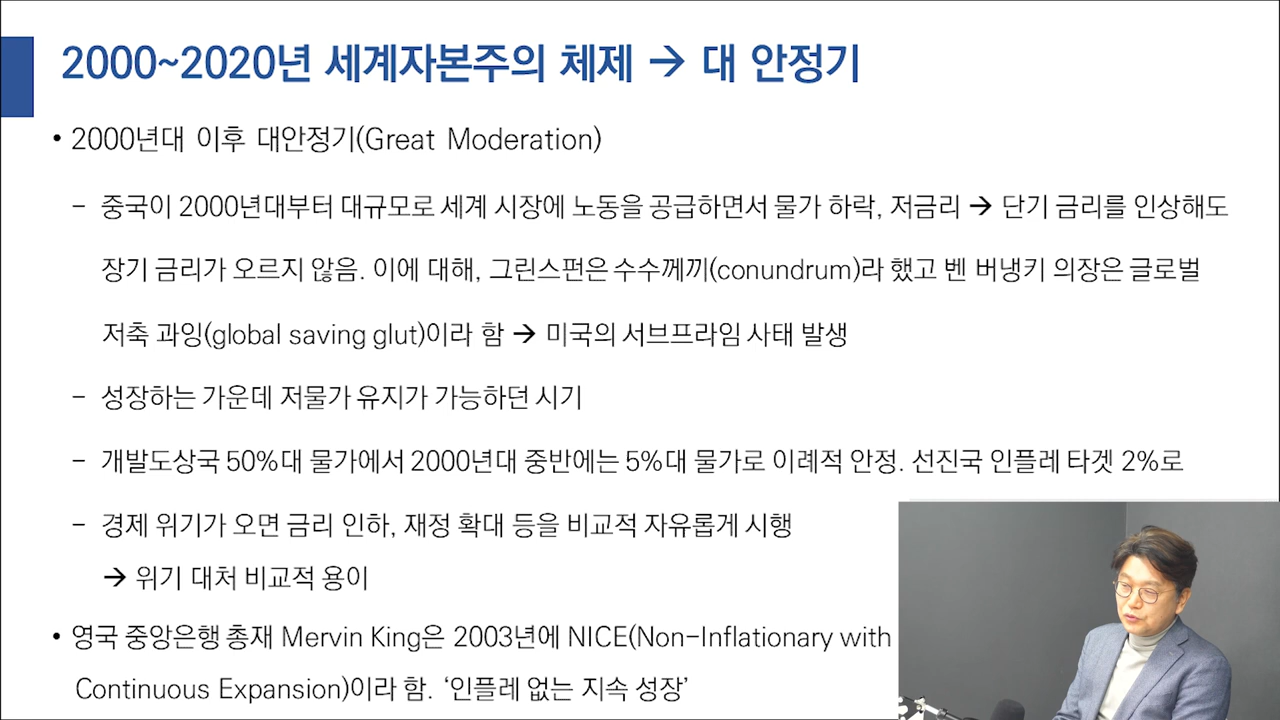 2000~2020년 세계자본주의 체제 → 대 안정기
• 2000년대 이후 대안정기(Great Moderation)
– 중국이 2000년대부터 대규모로 세계 시장에 노동을 공급하면서 물가 하락, 저금리 → 단기 금리를 인상해도
장기 금리가 오르지 않음. 이에 대해, 그린스펀은 수수께끼(conundrum)라 했고 벤 버냉키 의장은 글로벌
저축 과잉(global saving glut)이라 함 → 미국의 서브프라임 사태 발생
– 성장하는 가운데 저물가 유지가 가능하던 시기
– 개발도상국 50%대 물가에서 2000년대 중반에는 5%대 물가로 이례적 안정. 선진국 인플레 타겟 2%로
– 경제 위기가 오면 금리 인하, 재정 확대 등을 비교적 자유롭게 시행
→ 위기 대처 비교적 용이
• 영국 중앙은행 총재 Mervin King은 2003년에 NICE(Non-Inflationary with
Continuous Expansion)이라 함. ‘인플레 없는 지속 성장’